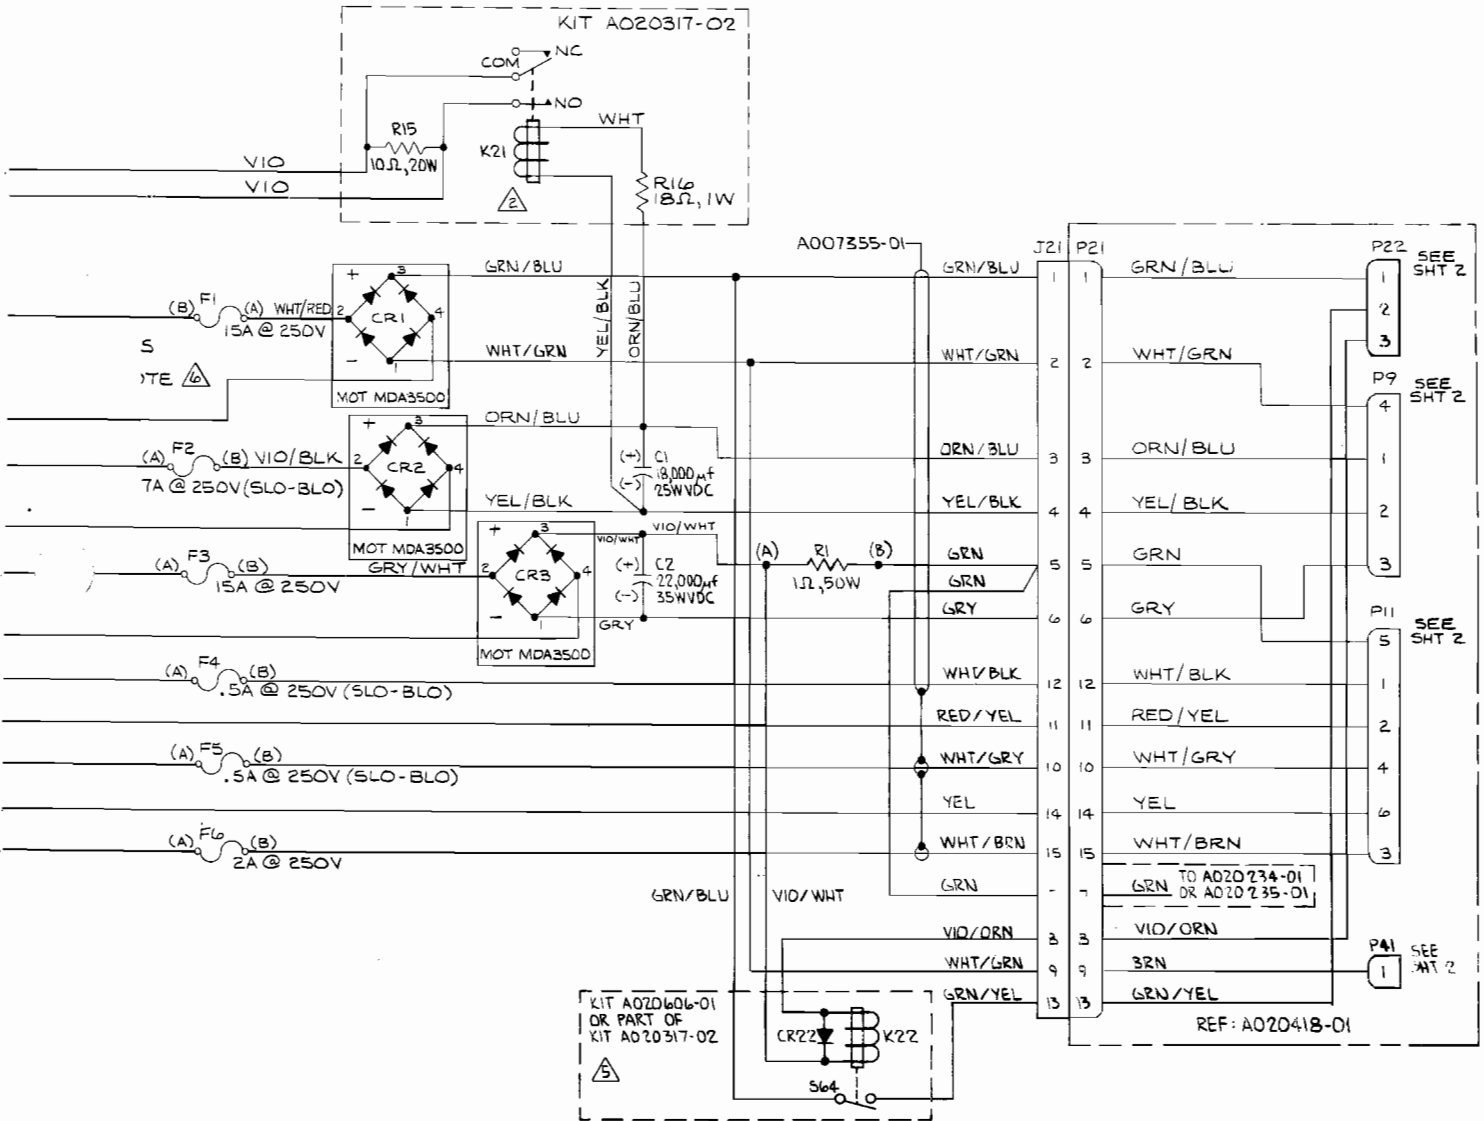 KIT A020317-02
NC
COM
NO
WHT
R15
10Ω, 20W
K21
2
R16
18Ω, 1W
VIO
VIO
YEL/BLK
ORN/BLU
A007355-01
J21 P21
P22
SEE
SHT 2
+ 3
2 CR1 4
- 1
MOT MDA3500
GRN/BLU
GRN/BLU 1 1 GRN/BLU 1
2
3
(B) F1 (A) WHT/RED
15A @ 250V
S
6
WHT/GRN
WHT/GRN 2 2 WHT/GRN
P9
SEE
SHT 2
4
+ 3
2 CR2 4
- 1
MOT MDA3500
ORN/BLU
ORN/BLU 3 3 ORN/BLU 1
(A) F2 (B) VIO/BLK
7A @ 250V (SLO-BLO)
(+) C1
(-) 18,000μf
25WVDC
YEL/BLK
YEL/BLK 4 4 YEL/BLK 2
+ 3
2 CR3 4
- 1
MOT MDA3500
VIO/WHT
VIO/WHT
(A) F3 (B) GRY/WHT
15A @ 250V
(+) C2
22,000μf
(-) 35WVDC
(A) R1 (B)
1Ω, 50W
GRN 5 5 GRN 3
GRN
GRY
GRY 6 6 GRY
P11
SEE
SHT 2
5
(A) F4 (B)
.5A @ 250V (SLO-BLO)
WHT/BLK 12 12 WHT/BLK 1
RED/YEL 11 11 RED/YEL 2
(A) F5 (B)
.5A @ 250V (SLO-BLO)
WHT/GRY 10 10 WHT/GRY 4
YEL 14 14 YEL 6
(A) F6 (B)
2A @ 250V
WHT/BRN 15 15 WHT/BRN 3
GRN/BLU VIO/WHT
GRN 7 GRN TO A020234-01
OR A020235-01
VIO/ORN 8 8 VIO/ORN
WHT/GRN 9 9 BRN
P41
1
SEE
SHT 2
GRN/YEL 13 13 GRN/YEL
REF: A020418-01
KIT A020606-01
OR PART OF
KIT A020317-02
5
CR22 K22
S64